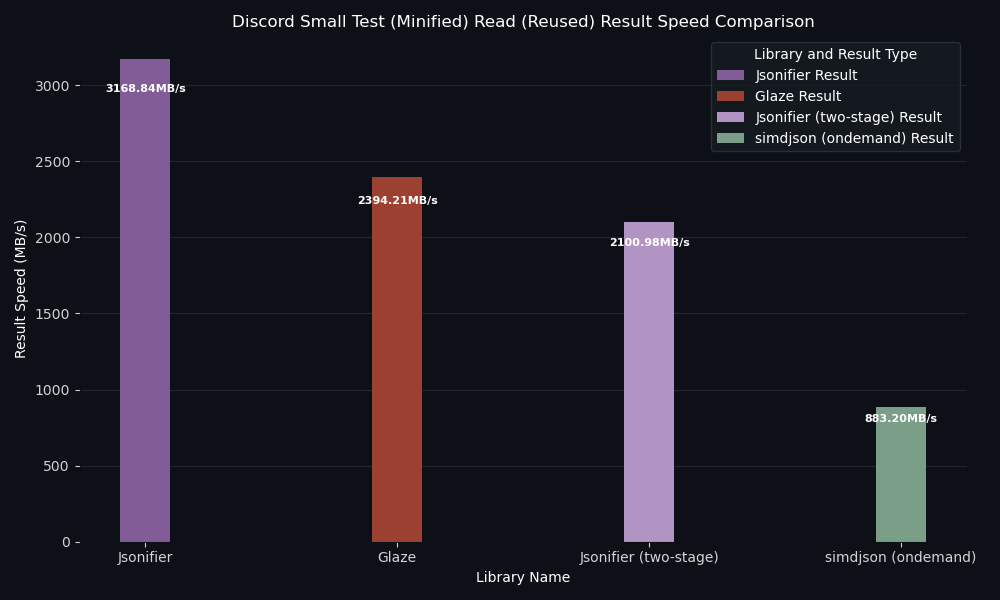 Discord Small Test (Minified) Read (Reused) Result Speed Comparison
Library and Result Type
Jsonifier Result
Glaze Result
Jsonifier (two-stage) Result
simdjson (ondemand) Result
Result Speed (MB/s)
3000
2500
2000
1500
1000
500
0
3168.84MB/s
2394.21MB/s
2100.98MB/s
883.20MB/s
Jsonifier
Glaze
Jsonifier (two-stage)
simdjson (ondemand)
Library Name